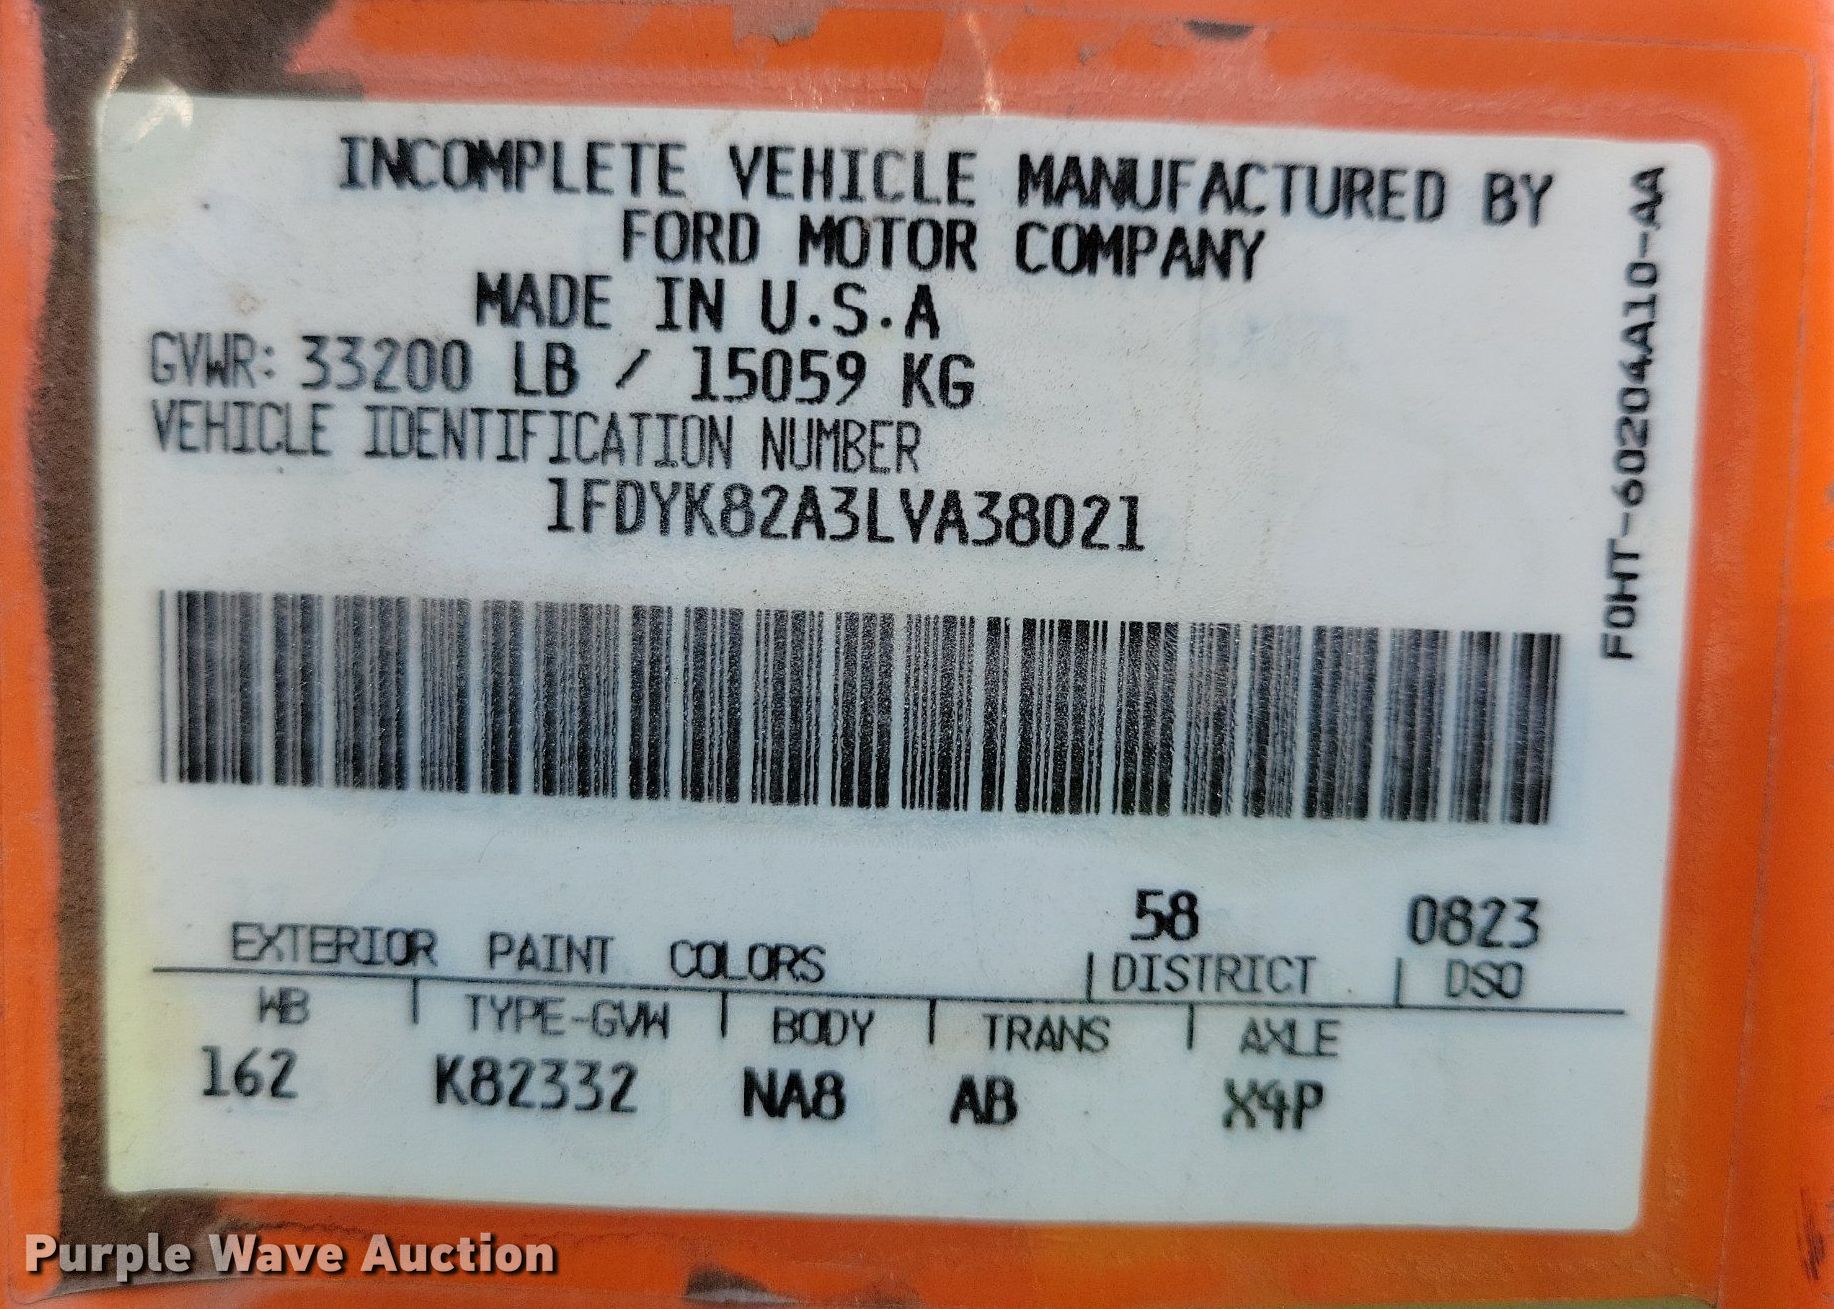 INCOMPLETE VEHICLE MANUFACTURED BY
FORD MOTOR COMPANY
MADE IN U.S.A
GVWR: 33200 LB / 15059 KG
VEHICLE IDENTIFICATION NUMBER
1FDYK82A3LVA38021
F0HT-60204A10-AA
58 0823
EXTERIOR PAINT COLORS DISTRICT DSO
WB TYPE-GVW BODY TRANS AXLE
162 K82332 NA8 AB X4P
Purple Wave Auction